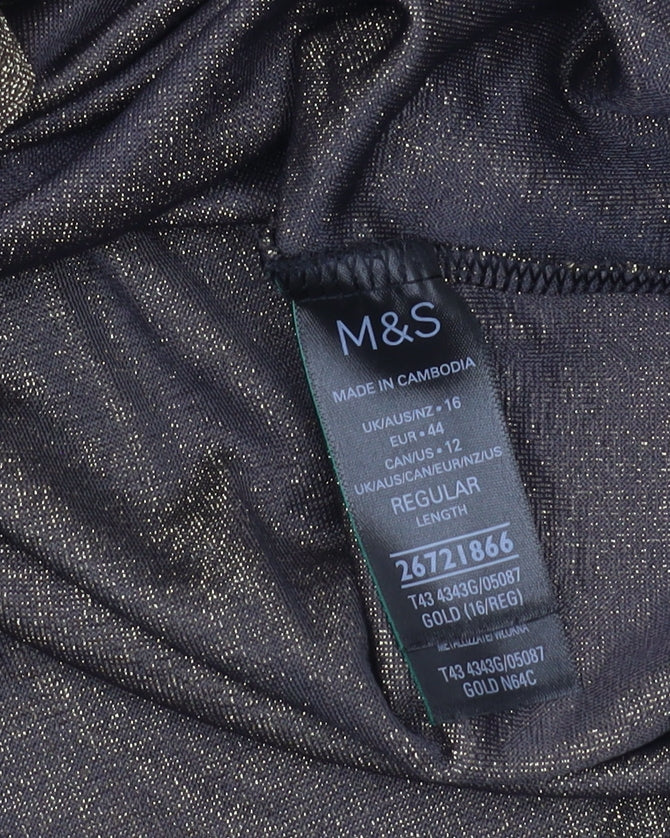 M&S
MADE IN CAMBODIA
UK/AUS/NZ • 16
EUR • 44
CAN/US • 12
UK/AUS/CAN/EUR/NZ/US
REGULAR
LENGTH
26721866
T43 4343G/05087
GOLD (16/REG)
T43 4343G/05087
GOLD N64C